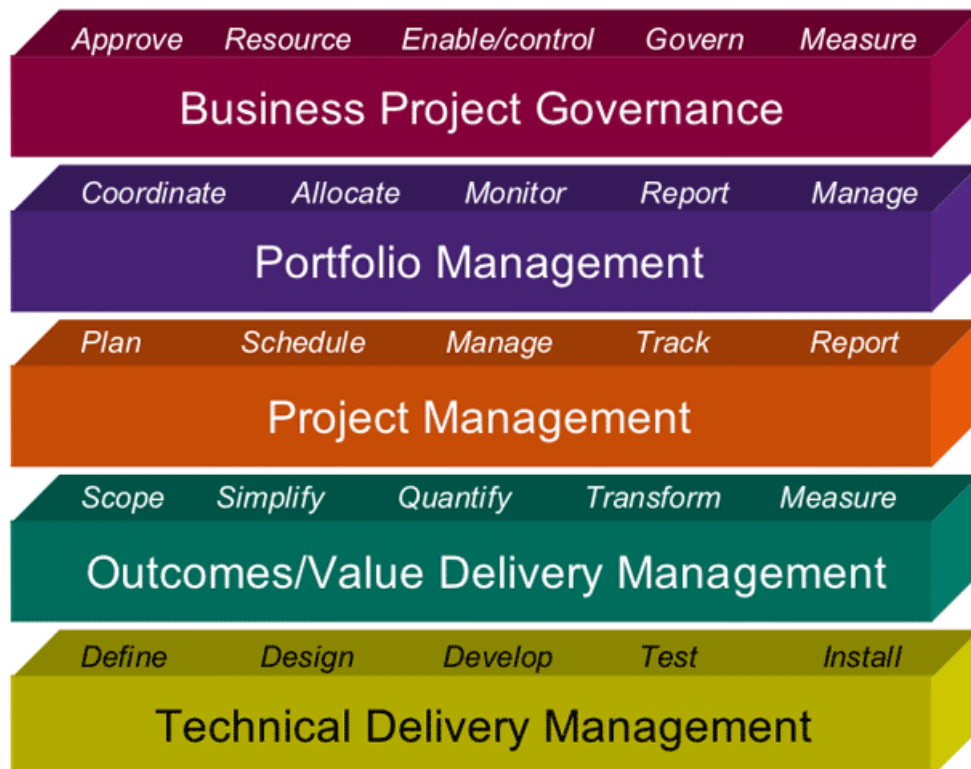 Approve Resource Enable/control Govern Measure
Business Project Governance
Coordinate Allocate Monitor Report Manage
Portfolio Management
Plan Schedule Manage Track Report
Project Management
Scope Simplify Quantify Transform Measure
Outcomes/Value Delivery Management
Define Design Develop Test Install
Technical Delivery Management